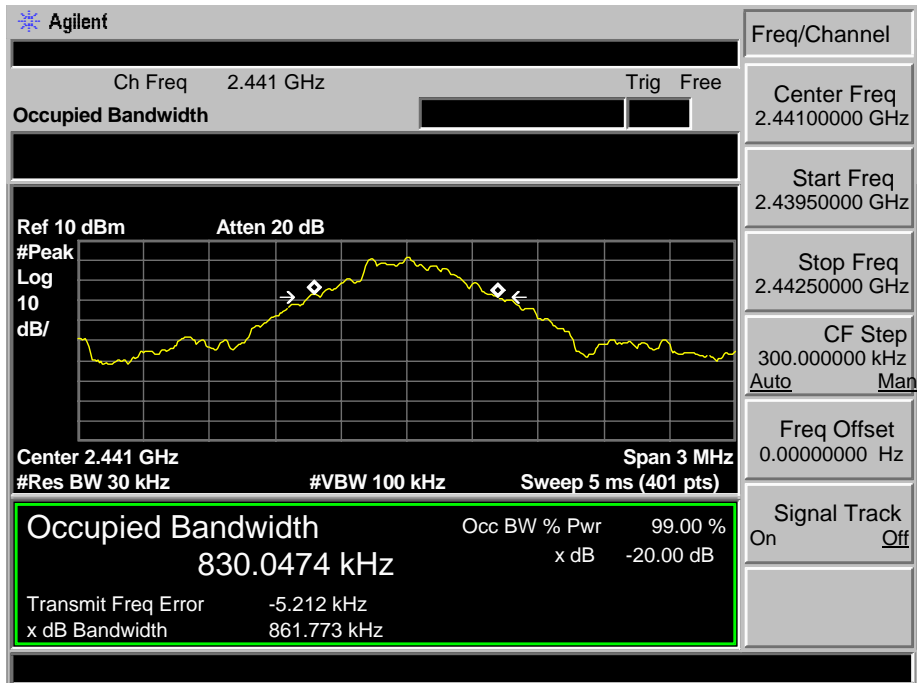 Agilent
Ch Freq 2.441 GHz Trig Free
Occupied Bandwidth
Ref 10 dBm Atten 20 dB
#Peak
Log
10
dB/
Center 2.441 GHz Span 3 MHz
#Res BW 30 kHz #VBW 100 kHz Sweep 5 ms (401 pts)
Occupied Bandwidth Occ BW % Pwr 99.00 %
830.0474 kHz x dB -20.00 dB
Transmit Freq Error -5.212 kHz
x dB Bandwidth 861.773 kHz
Freq/Channel
Center Freq
2.44100000 GHz
Start Freq
2.43950000 GHz
Stop Freq
2.44250000 GHz
CF Step
300.000000 kHz
Auto Man
Freq Offset
0.00000000 Hz
Signal Track
On Off